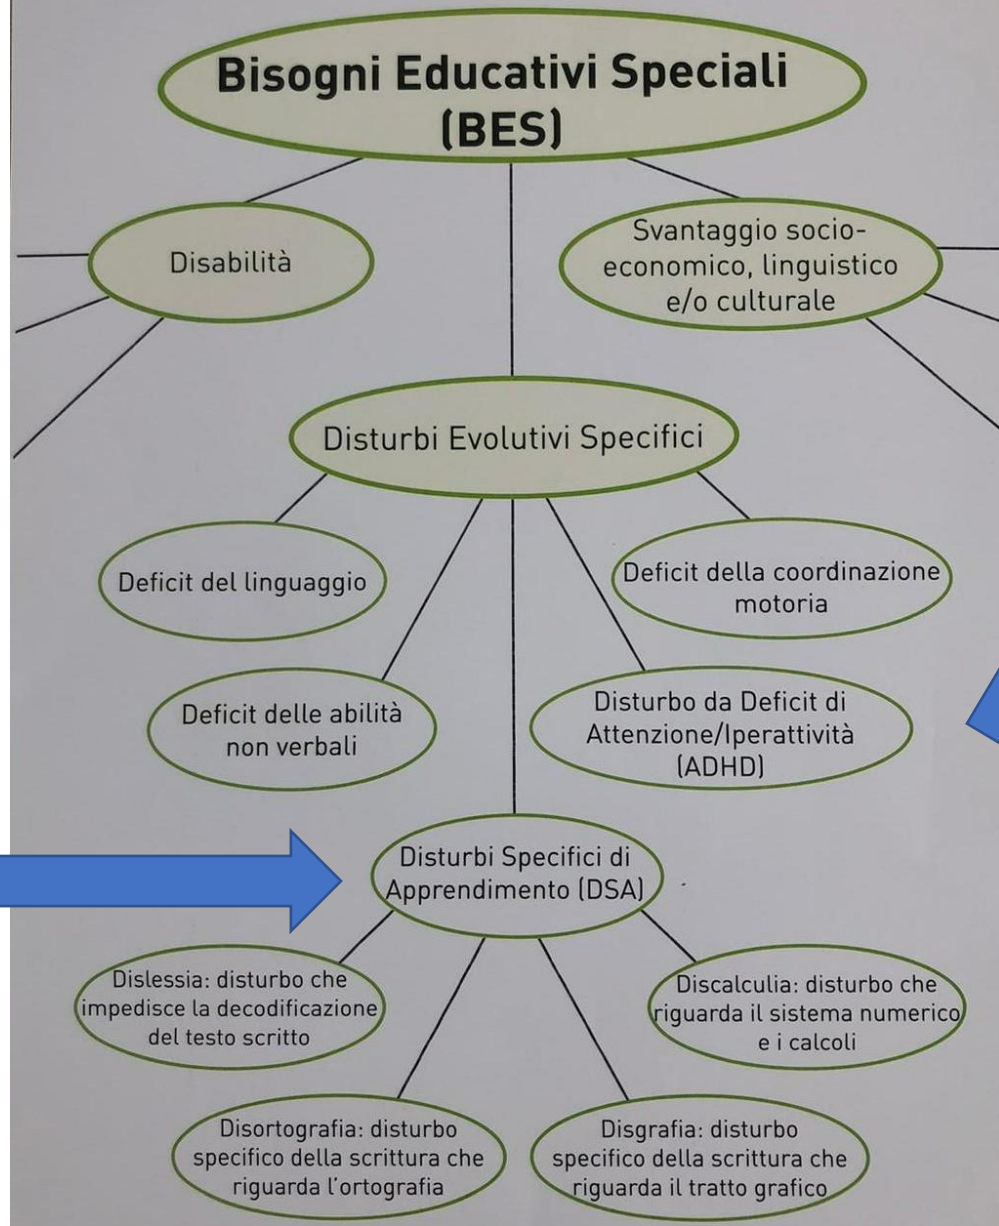 Bisogni Educativi Speciali
(BES)
Disabilità
Svantaggio socio-
economico, linguistico
e/o culturale
Disturbi Evolutivi Specifici
Deficit del linguaggio
Deficit della coordinazione
motoria
Deficit delle abilità
non verbali
Disturbo da Deficit di
Attenzione/Iperattività
(ADHD)
Disturbi Specifici di
Apprendimento (DSA)
Dislessia: disturbo che
impedisce la decodificazione
del testo scritto
Discalculia: disturbo che
riguarda il sistema numerico
e i calcoli
Disortografia: disturbo
specifico della scrittura che
riguarda l'ortografia
Disgrafia: disturbo
specifico della scrittura che
riguarda il tratto grafico